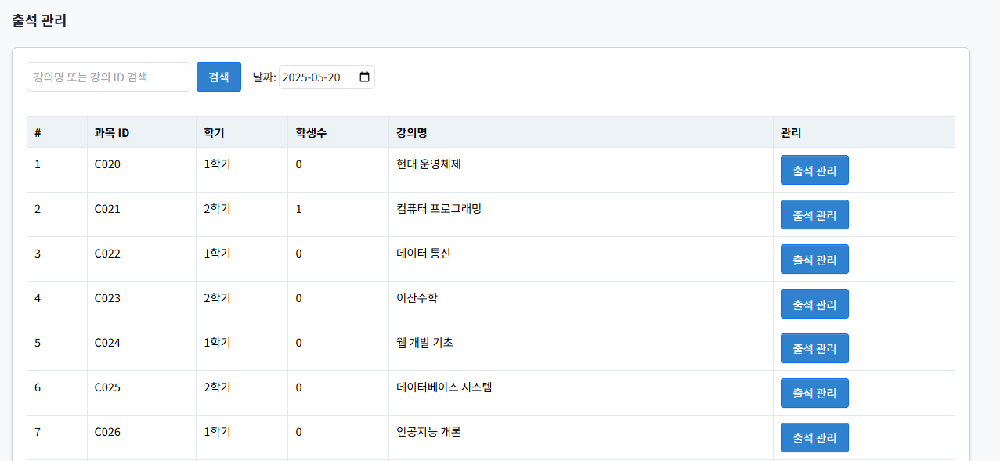 출석 관리
강의명 또는 강의 ID 검색 검색 날짜: 2025-05-20
# 과목 ID 학기 학생수 강의명 관리
1 C020 1학기 0 현대 운영체제 출석 관리
2 C021 2학기 1 컴퓨터 프로그래밍 출석 관리
3 C022 1학기 0 데이터 통신 출석 관리
4 C023 2학기 0 이산수학 출석 관리
5 C024 1학기 0 웹 개발 기초 출석 관리
6 C025 2학기 0 데이터베이스 시스템 출석 관리
7 C026 1학기 0 인공지능 개론 출석 관리